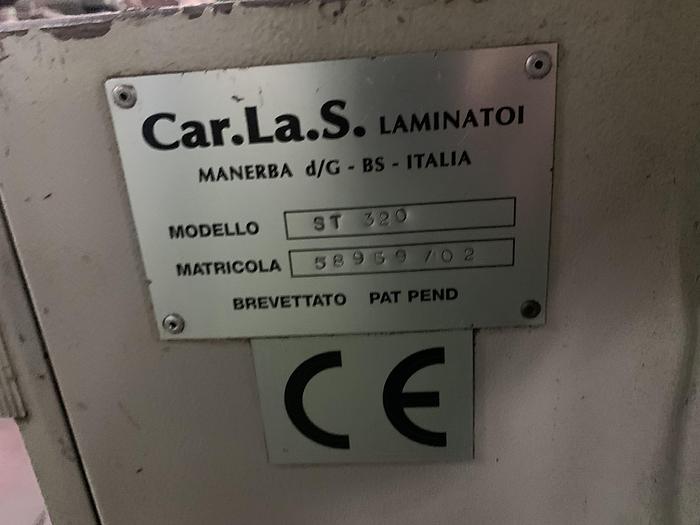 Car.La.S. LAMINATOI
MANERBA d/G - BS - ITALIA
MODELLO ST 320
MATRICOLA 58959/02
BREVETTATO PAT PEND
CE